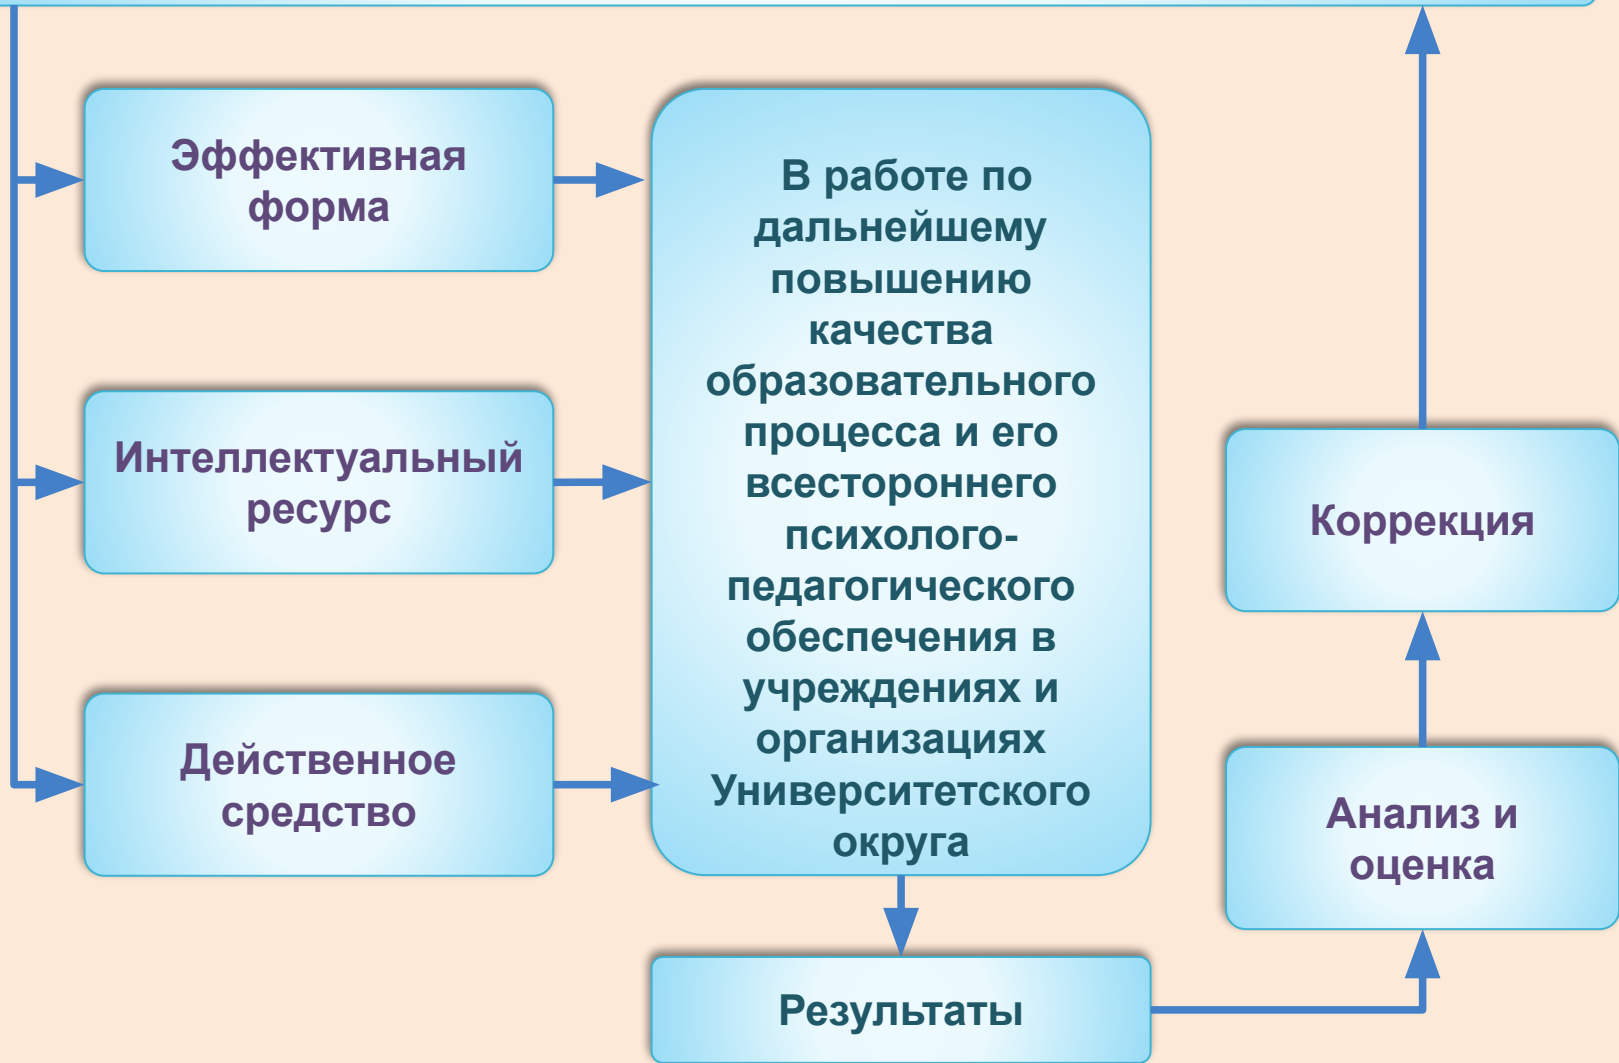 Эффективная
форма
Интеллектуальный
ресурс
Действенное
средство
В работе по
дальнейшему
повышению
качества
образовательного
процесса и его
всестороннего
психолого-
педагогического
обеспечения в
учреждениях и
организациях
Университетского
округа
Результаты
Коррекция
Анализ и
оценка